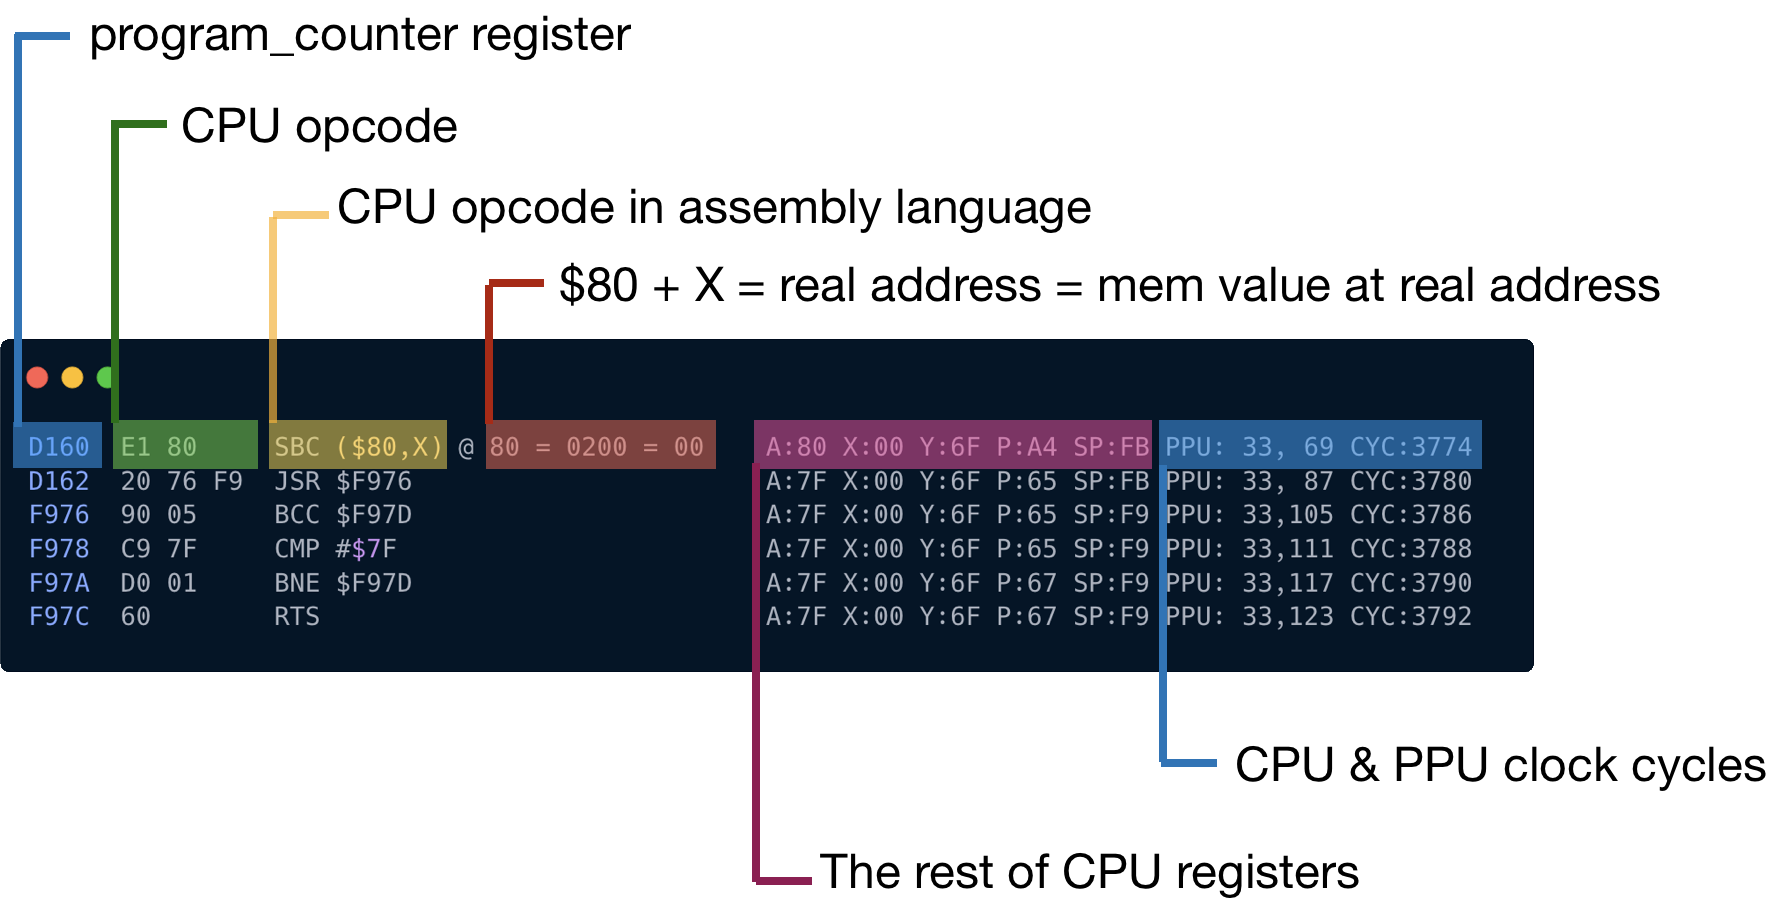 program_counter register
CPU opcode
CPU opcode in assembly language
$80 + X = real address = mem value at real address
D160 E1 80 SBC ($80,X) @ 80 = 0200 = 00 A:80 X:00 Y:6F P:A4 SP:FB PPU: 33, 69 CYC:3774
D162 20 76 F9 JSR $F976 A:7F X:00 Y:6F P:65 SP:FB PPU: 33, 87 CYC:3780
F976 90 05 BCC $F97D A:7F X:00 Y:6F P:65 SP:F9 PPU: 33,105 CYC:3786
F978 C9 7F CMP #$7F A:7F X:00 Y:6F P:65 SP:F9 PPU: 33,111 CYC:3788
F97A D0 01 BNE $F97D A:7F X:00 Y:6F P:67 SP:F9 PPU: 33,117 CYC:3790
F97C 60 RTS A:7F X:00 Y:6F P:67 SP:F9 PPU: 33,123 CYC:3792
CPU & PPU clock cycles
The rest of CPU registers